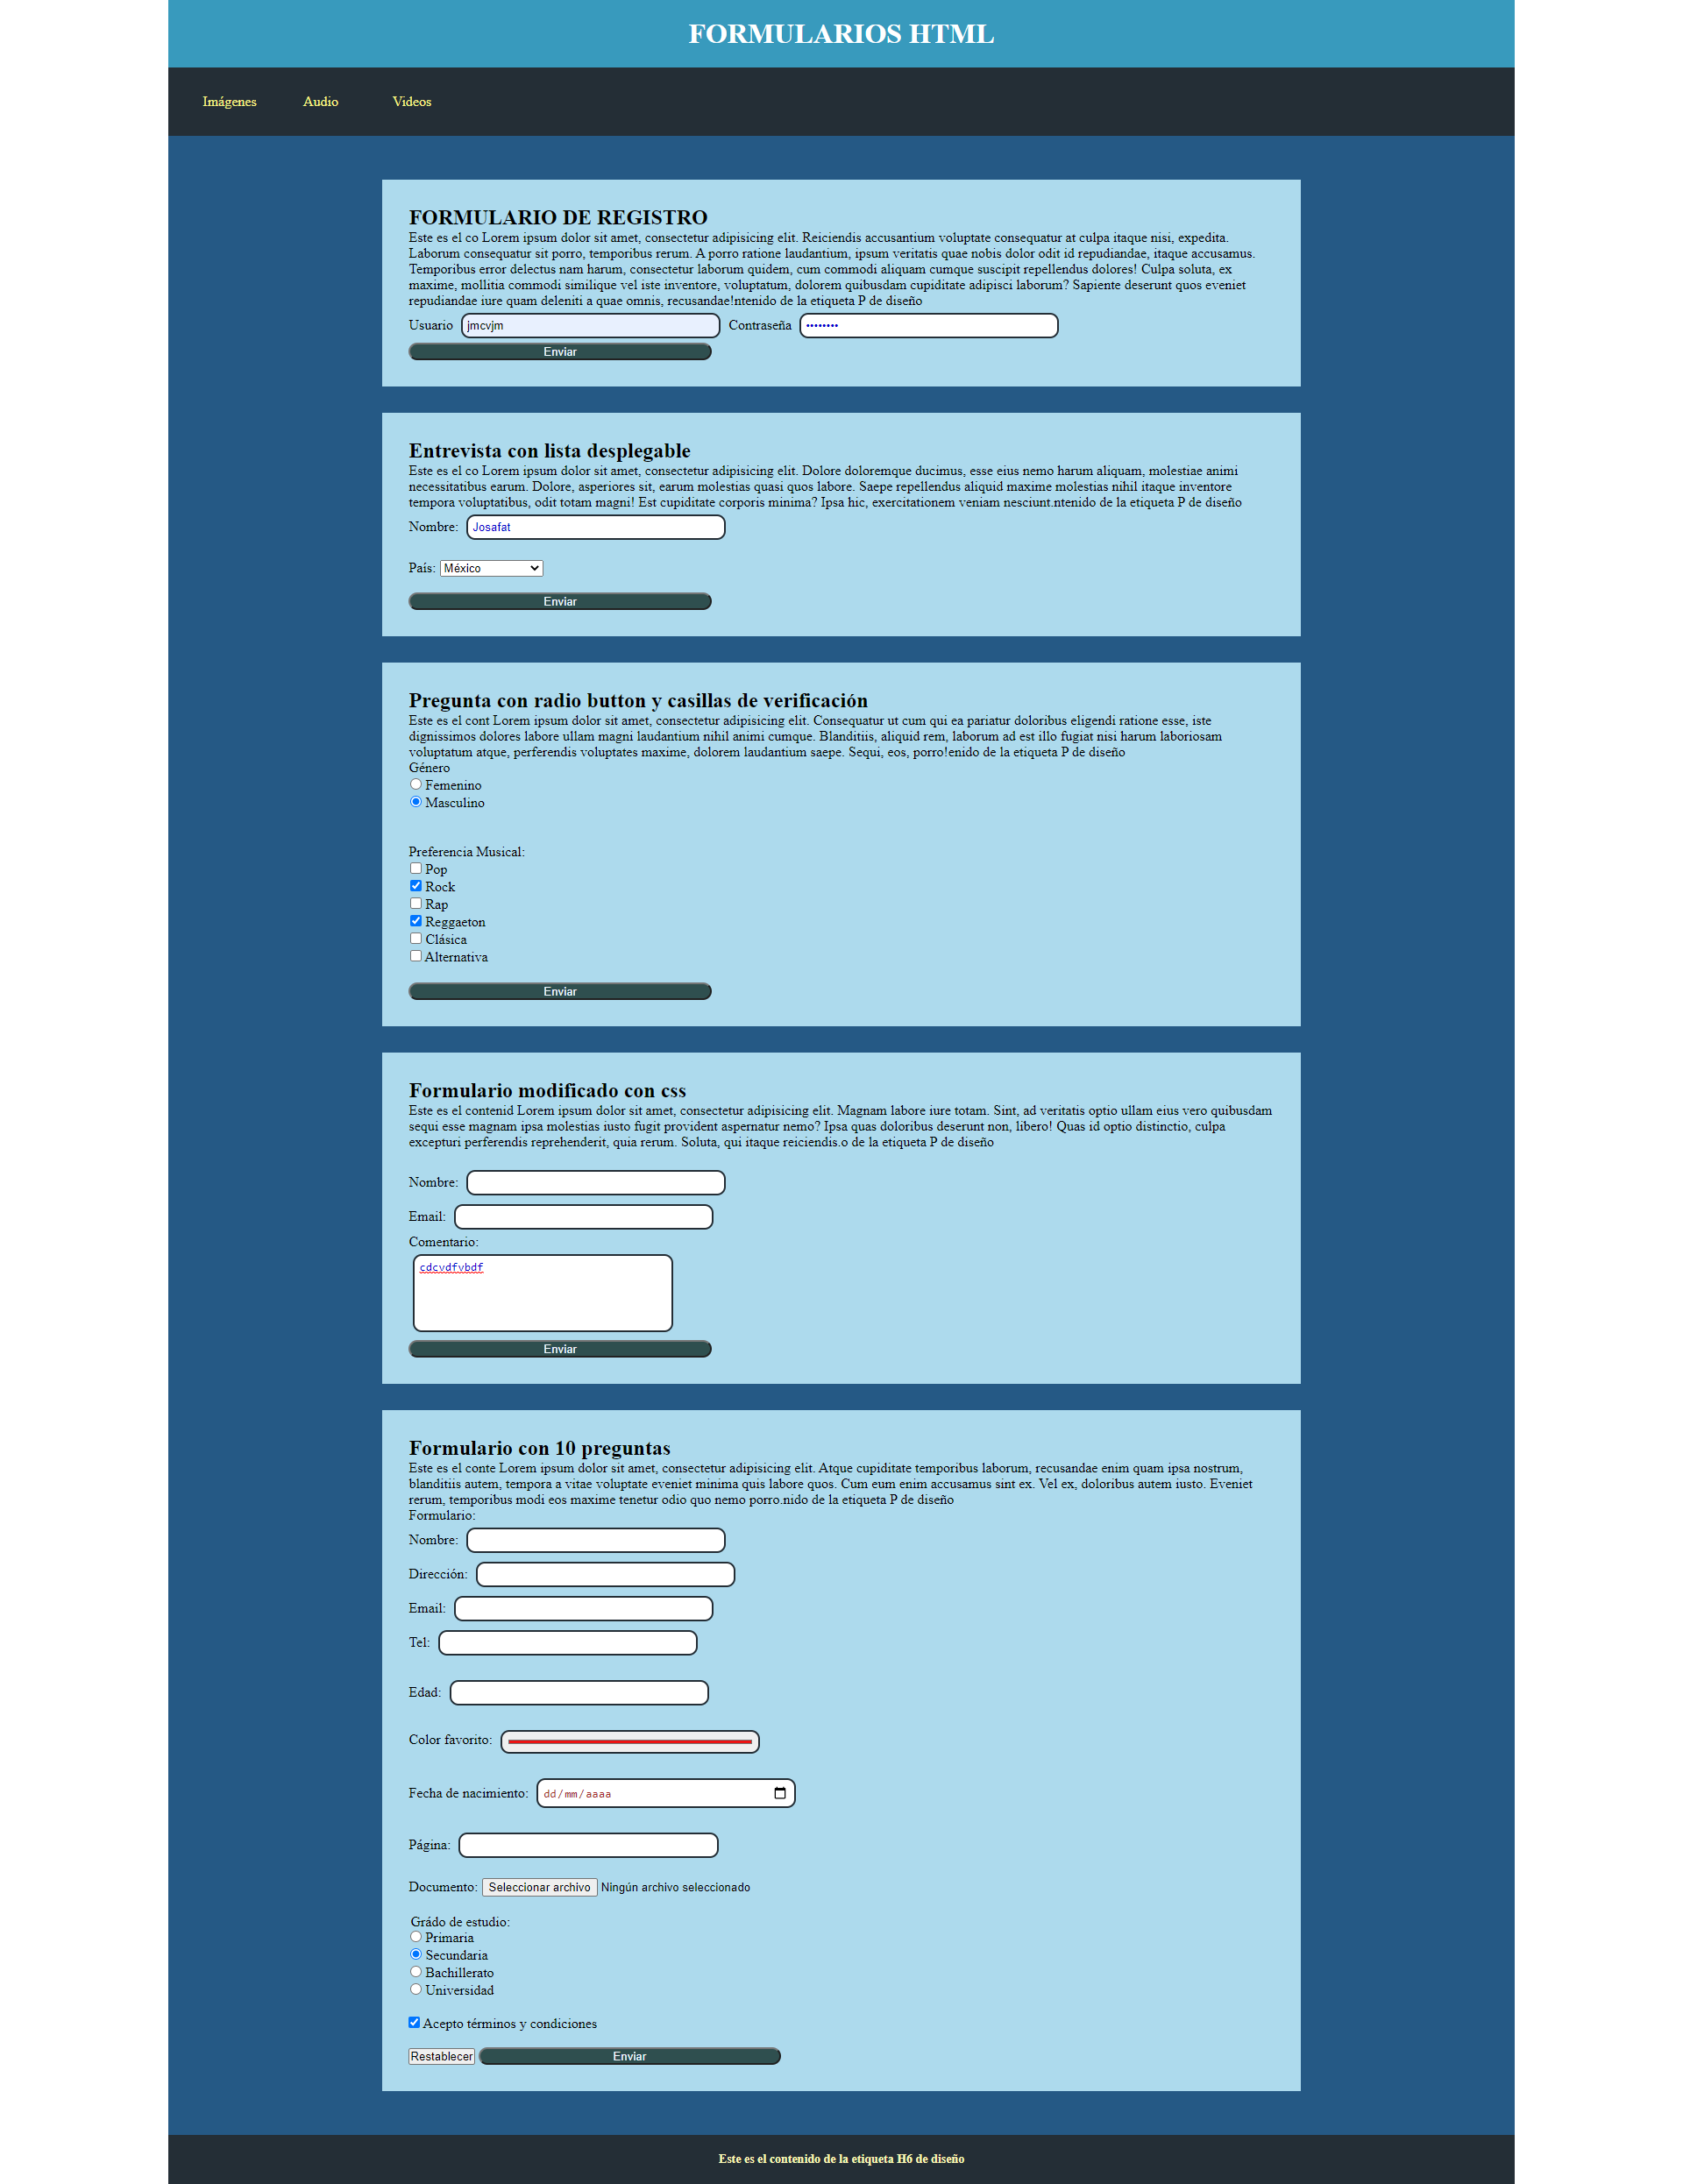 FORMULARIOS HTML
Imágenes Audio Videos
FORMULARIO DE REGISTRO
Este es el co Lorem ipsum dolor sit amet, consectetur adipisicing elit. Reiciendis accusantium voluptate consequatur at culpa itaque nisi, expedita.
Laborum consequatur sit porro, temporibus rerum. A porro ratione laudantium, ipsum veritatis quae nobis dolor odit id repudiandae, itaque accusamus.
Temporibus error delectus nam harum, consectetur laborum quidem, cum commodi aliquam cumque suscipit repellendus dolores! Culpa soluta, ex
maxime, mollitia commodi similique vel iste inventore, voluptatum, dolorem quibusdam cupiditate adipisci laborum? Sapiente deserunt quos eveniet
repudiandae iure quam deleniti a quae omnis, recusandae!ntenido de la etiqueta P de diseño
Usuario jmcvjm Contraseña ••••••••
Enviar
Entrevista con lista desplegable
Este es el co Lorem ipsum dolor sit amet, consectetur adipisicing elit. Dolore doloremque ducimus, esse eius nemo harum aliquam, molestiae animi
necessitatibus earum. Dolore, asperiores sit, earum molestias quasi quos labore. Saepe repellendus aliquid maxime molestias nihil itaque inventore
tempora voluptatibus, odit totam magni! Est cupiditate corporis minima? Ipsa hic, exercitationem veniam nesciunt.ntenido de la etiqueta P de diseño
Nombre: Josafat
País: México
Enviar
Pregunta con radio button y casillas de verificación
Este es el cont Lorem ipsum dolor sit amet, consectetur adipisicing elit. Consequatur ut cum qui ea pariatur doloribus eligendi ratione esse, iste
dignissimos dolores labore ullam magni laudantium nihil animi cumque. Blanditiis, aliquid rem, laborum ad est illo fugiat nisi harum laboriosam
voluptatum atque, perferendis voluptates maxime, dolorem laudantium saepe. Sequi, eos, porro!enido de la etiqueta P de diseño
Género
Femenino
Masculino
Preferencia Musical:
Pop
Rock
Rap
Reggaeton
Clásica
Alternativa
Enviar
Formulario modificado con css
Este es el contenid Lorem ipsum dolor sit amet, consectetur adipisicing elit. Magnam labore iure totam. Sint, ad veritatis optio ullam eius vero quibusdam
sequi esse magnam ipsa molestias iusto fugit provident aspernatur nemo? Ipsa quas doloribus deserunt non, libero! Quas id optio distinctio, culpa
excepturi perferendis reprehenderit, quia rerum. Soluta, qui itaque reiciendis.o de la etiqueta P de diseño
Nombre:
Email:
Comentario:
cdcvdfvbdf
Enviar
Formulario con 10 preguntas
Este es el conte Lorem ipsum dolor sit amet, consectetur adipisicing elit. Atque cupiditate temporibus laborum, recusandae enim quam ipsa nostrum,
blanditiis autem, tempora a vitae voluptate eveniet minima quis labore quos. Cum eum enim accusamus sint ex. Vel ex, doloribus autem iusto. Eveniet
rerum, temporibus modi eos maxime tenetur odio quo nemo porro.nido de la etiqueta P de diseño
Formulario:
Nombre:
Dirección:
Email:
Tel:
Edad:
Color favorito:
Fecha de nacimiento: dd/mm/aaaa
Página:
Documento: Seleccionar archivo Ningún archivo seleccionado
Grádo de estudio:
Primaria
Secundaria
Bachillerato
Universidad
Acepto términos y condiciones
Restablecer Enviar
Este es el contenido de la etiqueta H6 de diseño